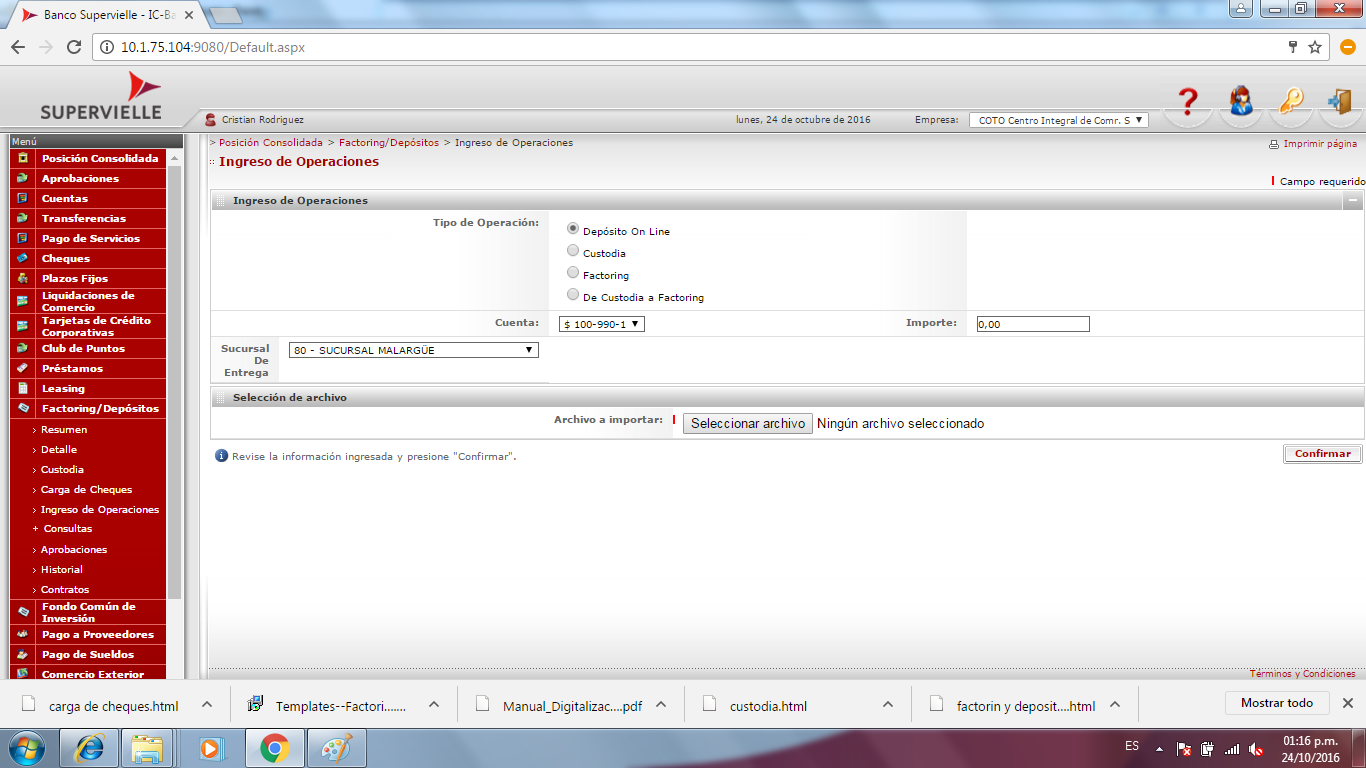 Banco Supervielle - IC-Ba
10.1.75.104:9080/Default.aspx
SUPERVIELLE
Cristian Rodriguez
lunes, 24 de octubre de 2016
Empresa:
COTO Centro Integral de Comr. S
Menú
Posición Consolidada
Aprobaciones
Cuentas
Transferencias
Pago de Servicios
Cheques
Plazos Fijos
Liquidaciones de
Comercio
Tarjetas de Crédito
Corporativas
Club de Puntos
Préstamos
Leasing
Factoring/Depósitos
> Resumen
> Detalle
> Custodia
> Carga de Cheques
> Ingreso de Operaciones
+ Consultas
> Aprobaciones
> Historial
> Contratos
Fondo Común de
Inversión
Pago a Proveedores
Pago de Sueldos
Comercio Exterior
> Posición Consolidada > Factoring/Depósitos > Ingreso de Operaciones
Imprimir página
Ingreso de Operaciones
Campo requerido
Ingreso de Operaciones
Tipo de Operación:
Depósito On Line
Custodia
Factoring
De Custodia a Factoring
Cuenta:
$ 100-990-1
Importe:
0,00
Sucursal
De
Entrega
80 - SUCURSAL MALARGÜE
Selección de archivo
Archivo a importar:
Seleccionar archivo
Ningún archivo seleccionado
Revise la información ingresada y presione "Confirmar".
Confirmar
Términos y Condiciones
carga de cheques.html
Templates--Factori.......
Manual_Digitalizac....pdf
custodia.html
factorin y deposit....html
Mostrar todo
ES
01:16 p.m.
24/10/2016